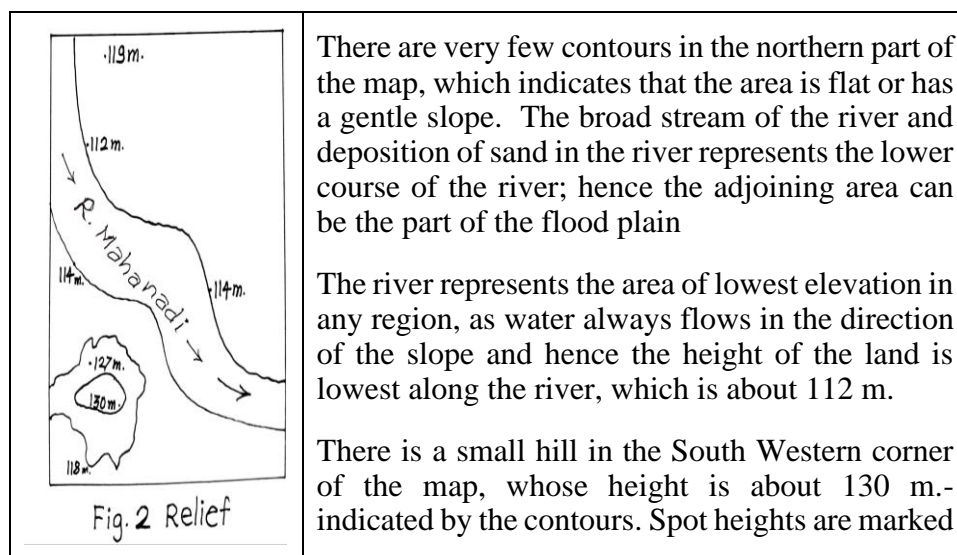 ·119m.
·112m.
R. Mahanadi
114m.
·114m.
·127m.
130m.
118m.
Fig. 2 Relief
There are very few contours in the northern part of
the map, which indicates that the area is flat or has
a gentle slope. The broad stream of the river and
deposition of sand in the river represents the lower
course of the river; hence the adjoining area can
be the part of the flood plain
The river represents the area of lowest elevation in
any region, as water always flows in the direction
of the slope and hence the height of the land is
lowest along the river, which is about 112 m.
There is a small hill in the South Western corner
of the map, whose height is about 130 m.-
indicated by the contours. Spot heights are marked